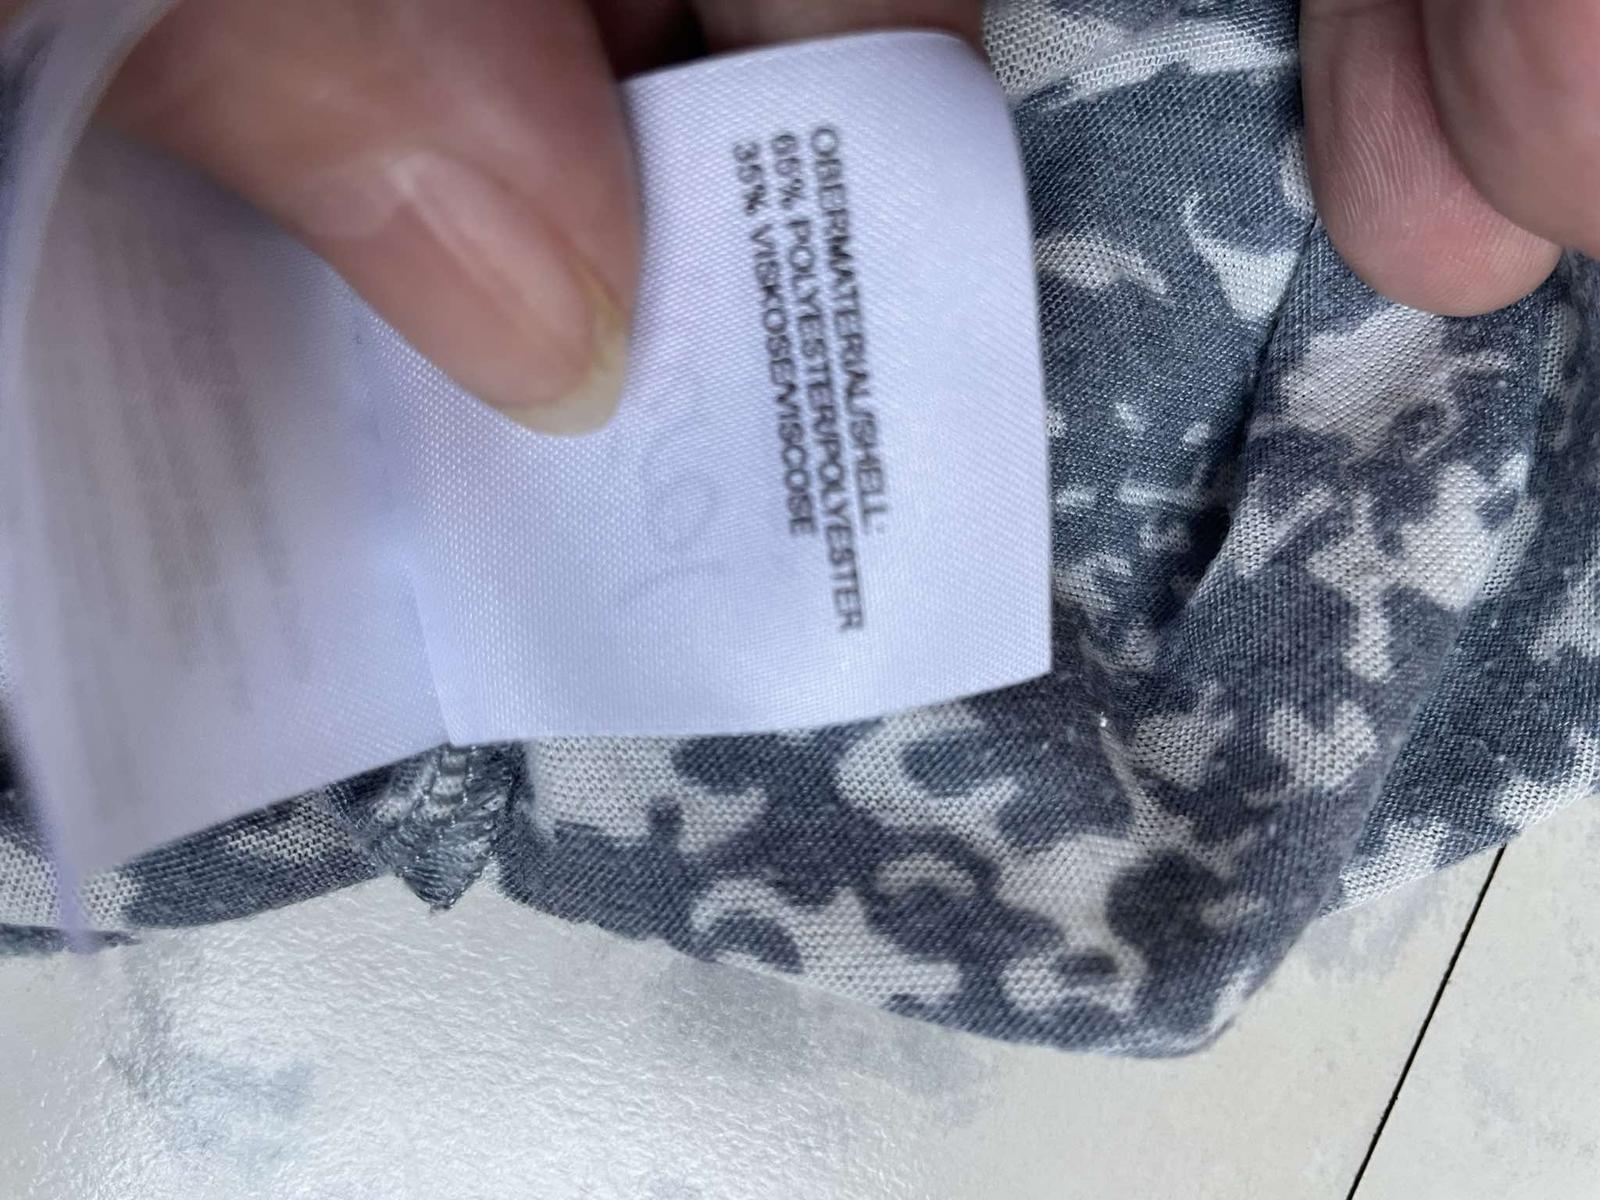 OBERMATERIAL/SHELL:
65% POLYESTER/POLYESTER
35% VISKOSE/VISCOSE